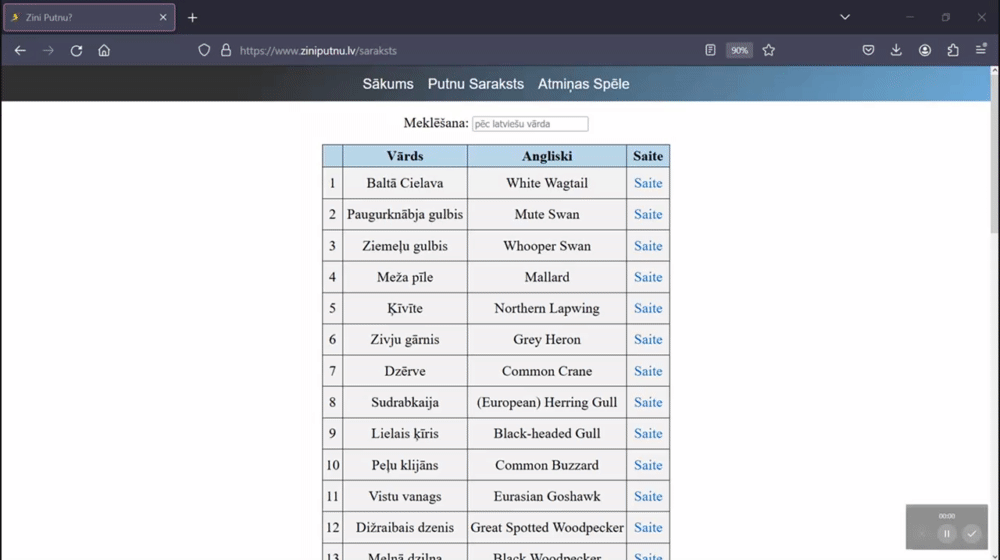 Zini Putnu?
https://www.ziniputnu.lv/saraksts
90%
Sākums Putnu Saraksts Atmiņas Spēle
Meklēšana: pēc latviešu vārda
Vārds Angliski Saite
1 Baltā Cielava White Wagtail Saite
2 Paugurknābja gulbis Mute Swan Saite
3 Ziemeļu gulbis Whooper Swan Saite
4 Meža pīle Mallard Saite
5 Ķīvīte Northern Lapwing Saite
6 Zivju gārnis Grey Heron Saite
7 Dzērve Common Crane Saite
8 Sudrabkaija (European) Herring Gull Saite
9 Lielais ķīris Black-headed Gull Saite
10 Peļu klijāns Common Buzzard Saite
11 Vistu vanags Eurasian Goshawk Saite
12 Dižraibais dzenis Great Spotted Woodpecker Saite
13 Melnā dzilna Black Woodpecker Saite
00:00